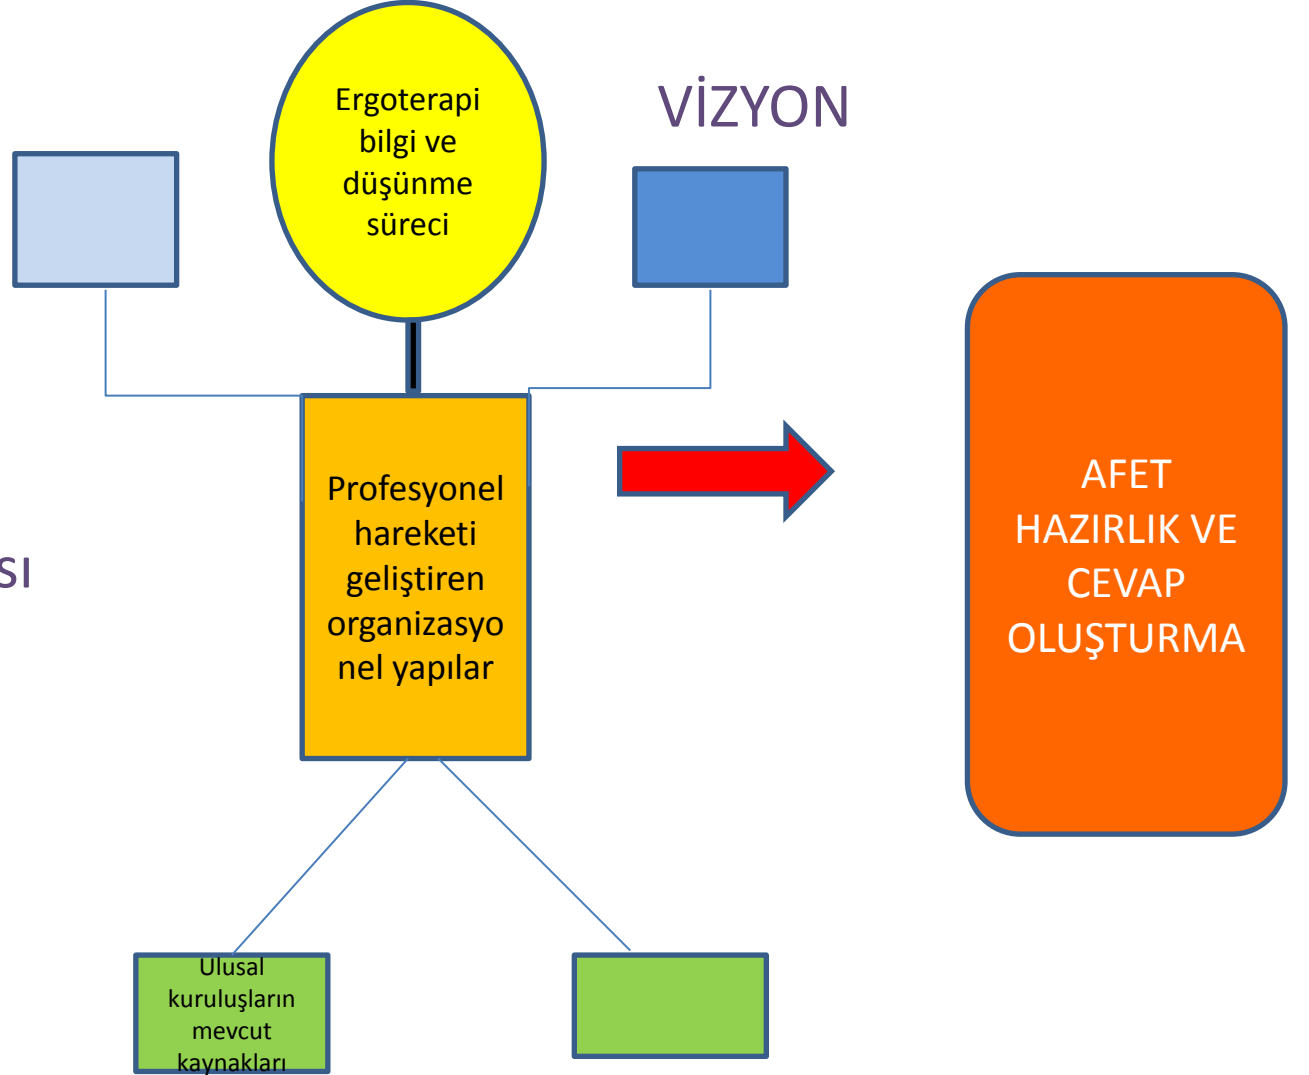 VİZYON
Ergoterapi
bilgi ve
düşünme
süreci
Profesyonel
hareketi
geliştiren
organizasyo
nel yapılar
sı
AFET
HAZIRLIK VE
CEVAP
OLUŞTURMA
Ulusal
kuruluşların
mevcut
kaynakları